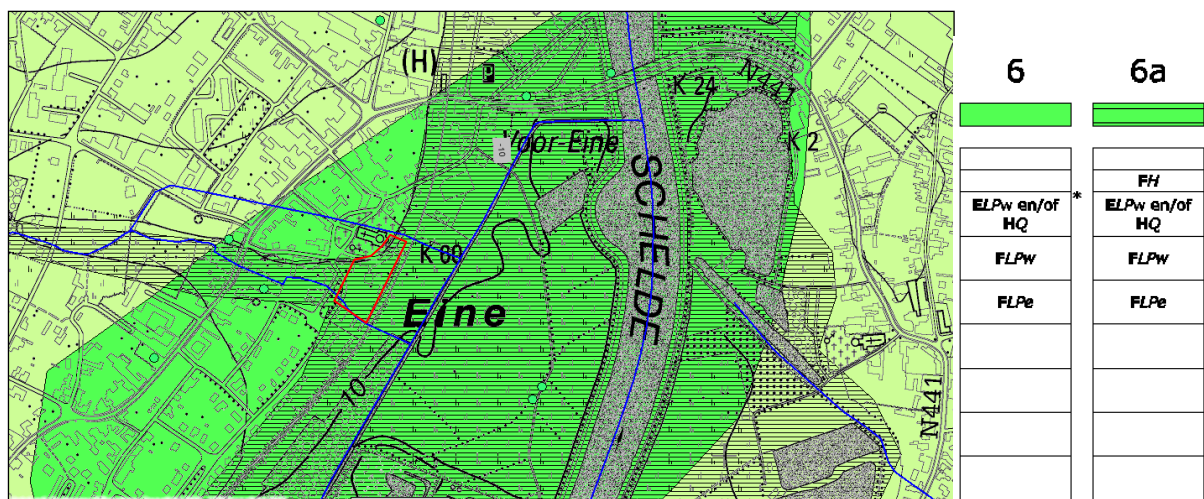 (H)
P
K 24
N441
10
Voor-Eine
K 2
SCHELDE
K 60
Eine
10
N441
6 6a
FH
ELPw en/of HQ * ELPw en/of HQ
FLPw FLPw
FLPe FLPe